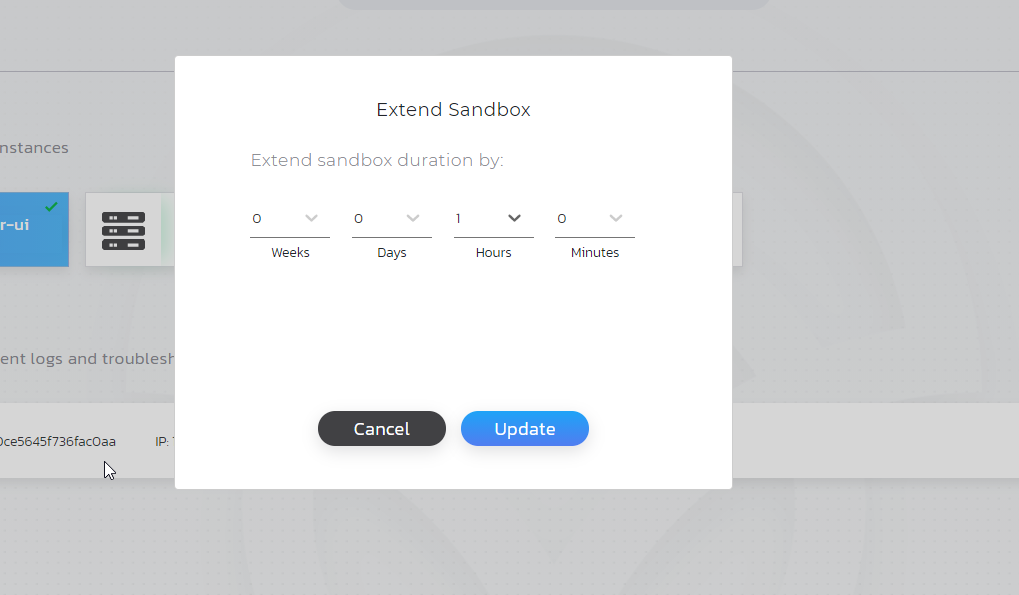 Extend Sandbox
Extend sandbox duration by:
0 0 1 0
Weeks Days Hours Minutes
Cancel Update
nstances
r-ui
ent logs and troublesh
0ce5645f736fac0aa IP: